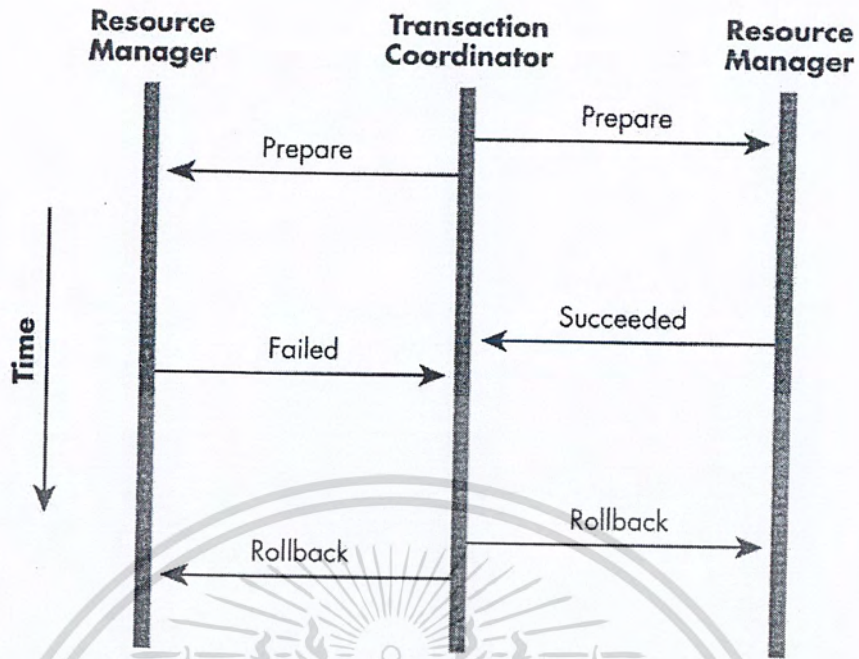 Resource
Manager
Transaction
Coordinator
Resource
Manager
Prepare
Prepare
Time
Succeeded
Failed
Rollback
Rollback